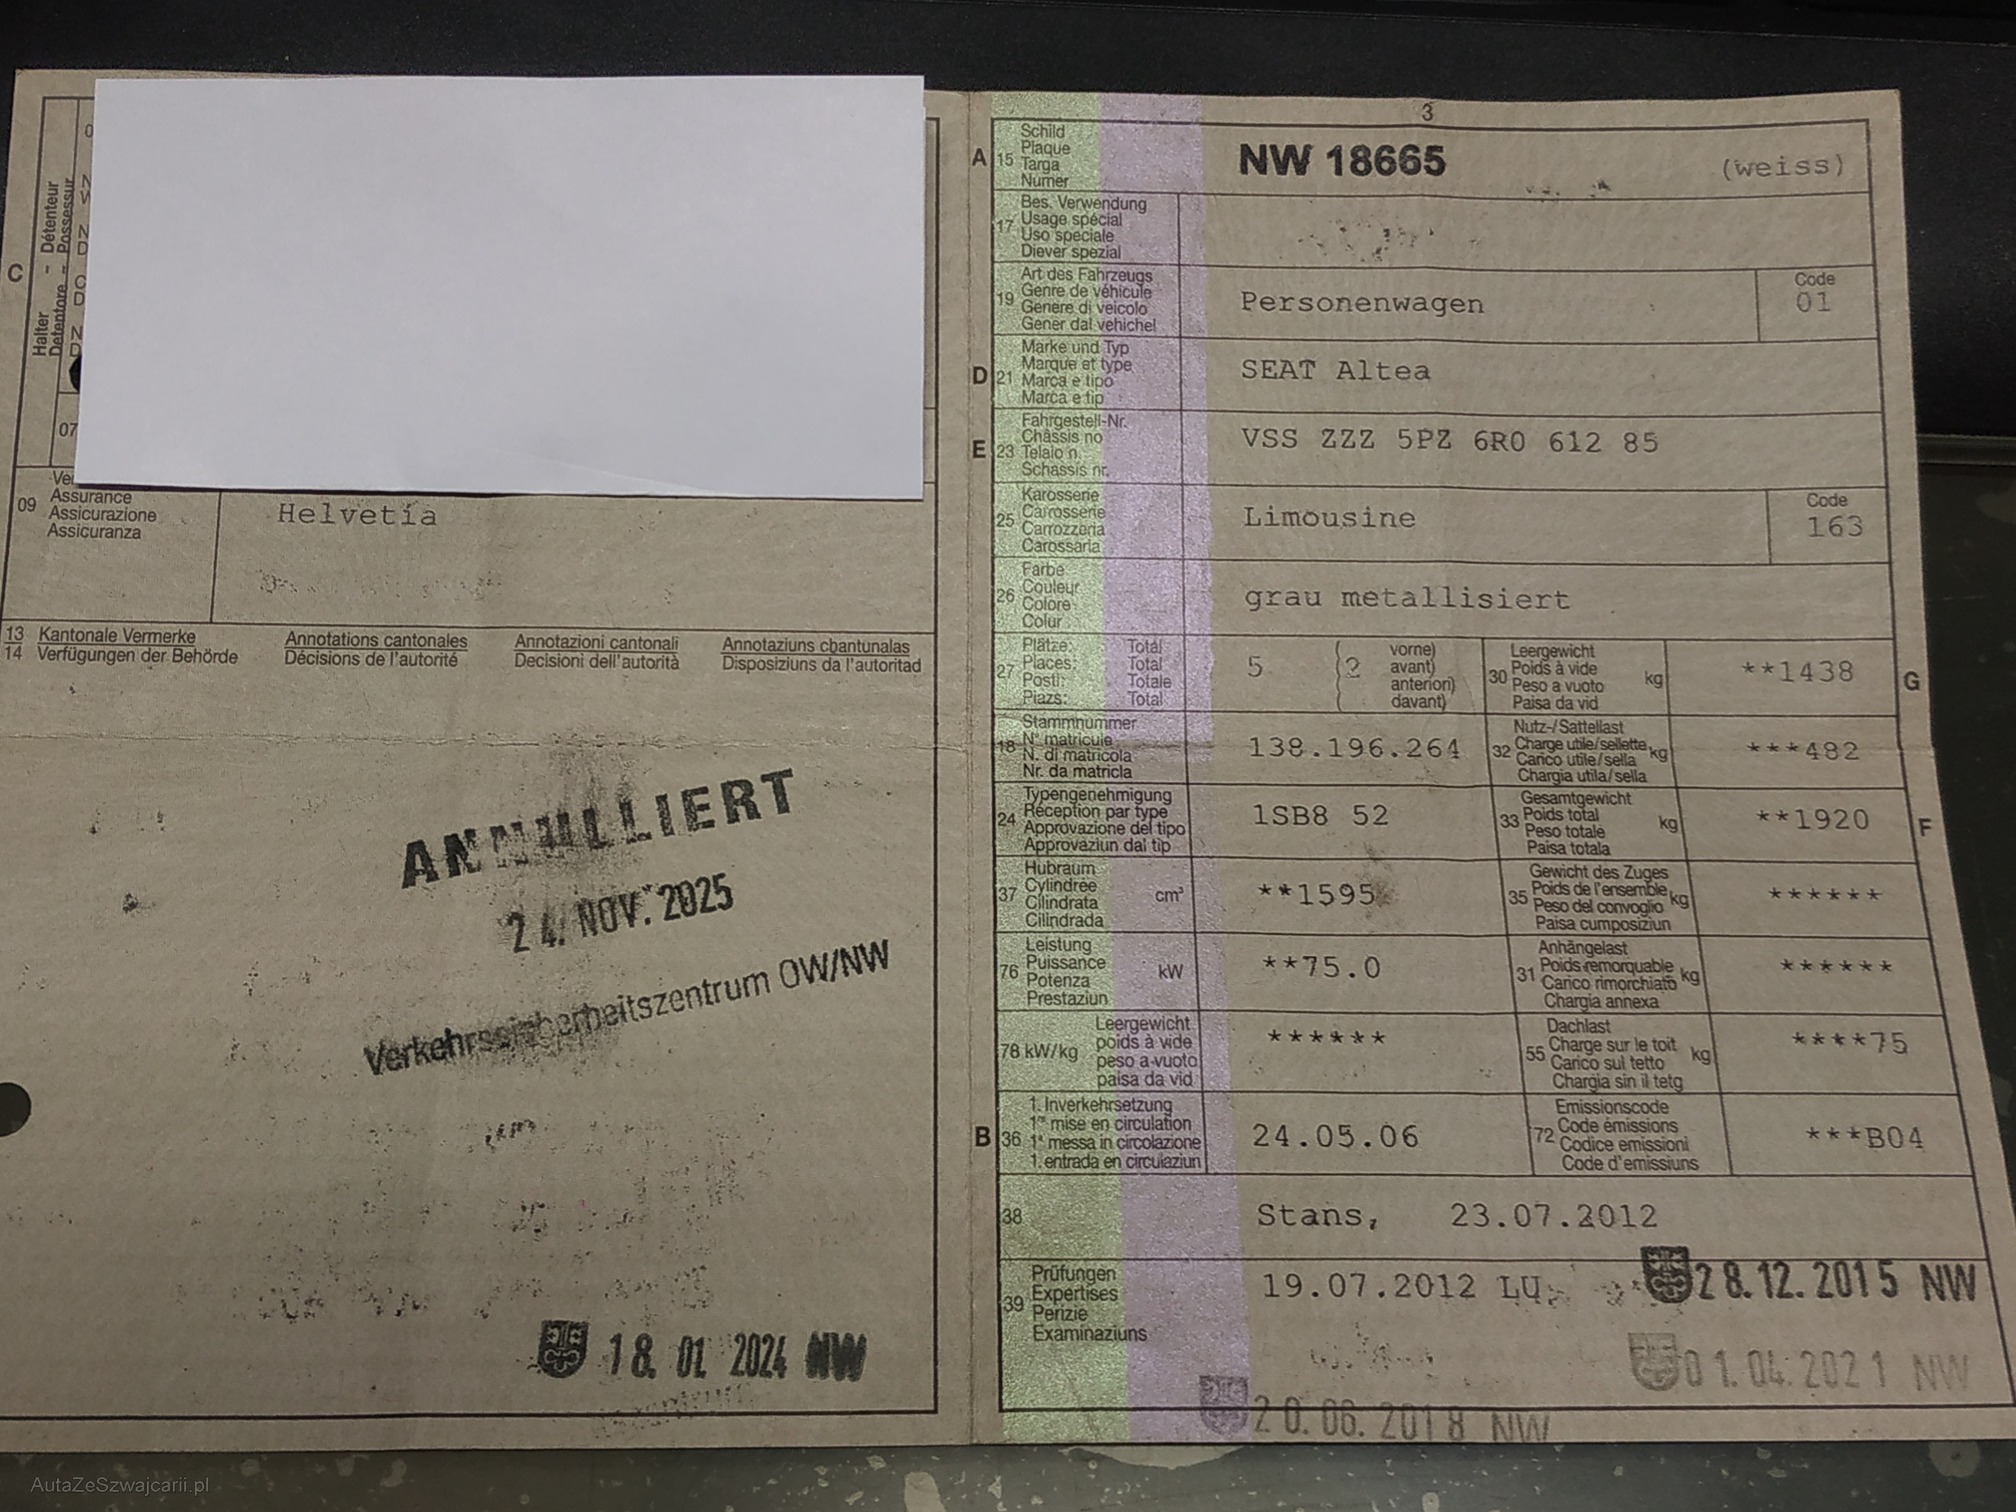 C
Halter - Détenteur
Detentore - Possessur
07
09
Assurance
Assicurazione
Assicuranza
Helvetia
13
14
Kantonale Vermerke
Verfügungen der Behörde
Annotations cantonales
Décisions de l'autorité
Annotazioni cantonali
Decisioni dell'autorità
Annotaziuns chantunalas
Disposiziuns da l'autoritad
ANNULLIERT
24. NOV. 2025
Verkehrssicherheitszentrum OW/NW
18. 01. 2024 NW
3
A
15
Schild
Plaque
Targa
Numer
NW 18665
(weiss)
17
Bes. Verwendung
Usage spécial
Uso speciale
Diever spezial
19
Art des Fahrzeugs
Genre de véhicule
Genere di veicolo
Gener dal vehichel
Personenwagen
Code
01
D
21
Marke und Typ
Marque et type
Marca e tipo
Marca e tip
SEAT Altea
E
23
Fahrgestell-Nr.
Châssis no
Telaio n.
Schassis nr.
VSS ZZZ 5PZ 6R0 612 85
25
Karosserie
Carrosserie
Carrozzeria
Carossaria
Limousine
Code
163
26
Farbe
Couleur
Colore
Colur
grau metallisiert
27
Plätze: Total
Places: Total
Posti: Totale
Plazs: Total
5
(2
vorne)
avant)
anteriori)
davant)
30
Leergewicht
Poids à vide
Peso a vuoto
Paisa da vid
kg
**1438
G
18
Stammnummer
N° matricule
N. di matricola
Nr. da matricla
138.196.264
32
Nutz-/Sattellast
Charge utile/sellette
Carico utile/sella
Chargia utila/sella
kg
***482
24
Typengenehmigung
Réception par type
Approvazione del tipo
Approvaziun dal tip
1SB8 52
33
Gesamtgewicht
Poids total
Peso totale
Paisa totala
kg
**1920
F
37
Hubraum
Cylindrée
Cilindrata
Cilindrada
cm³
**1595
35
Gewicht des Zuges
Poids de l'ensemble
Peso del convoglio
Paisa cumposiziun
kg
******
76
Leistung
Puissance
Potenza
Prestaziun
kW
**75.0
31
Anhängelast
Poids remorquable
Carico rimorchiato
Chargia annexa
kg
******
78 kW/kg
Leergewicht
poids à vide
peso a vuoto
paisa da vid
******
55
Dachlast
Charge sur le toit
Carico sul tetto
Chargia sin il tetg
kg
****75
B
36
1. Inverkehrsetzung
1re mise en circulation
1a messa in circolazione
1. entrada en circulaziun
24.05.06
72
Emissionscode
Code émissions
Codice emissioni
Code d'emissiuns
***B04
38
Stans, 23.07.2012
39
Prüfungen
Expertises
Perizie
Examinaziuns
19.07.2012 LU
28.12.2015 NW
01.04.2021 NW
20.06.2018 NW
AutaZeSzwajcarii.pl